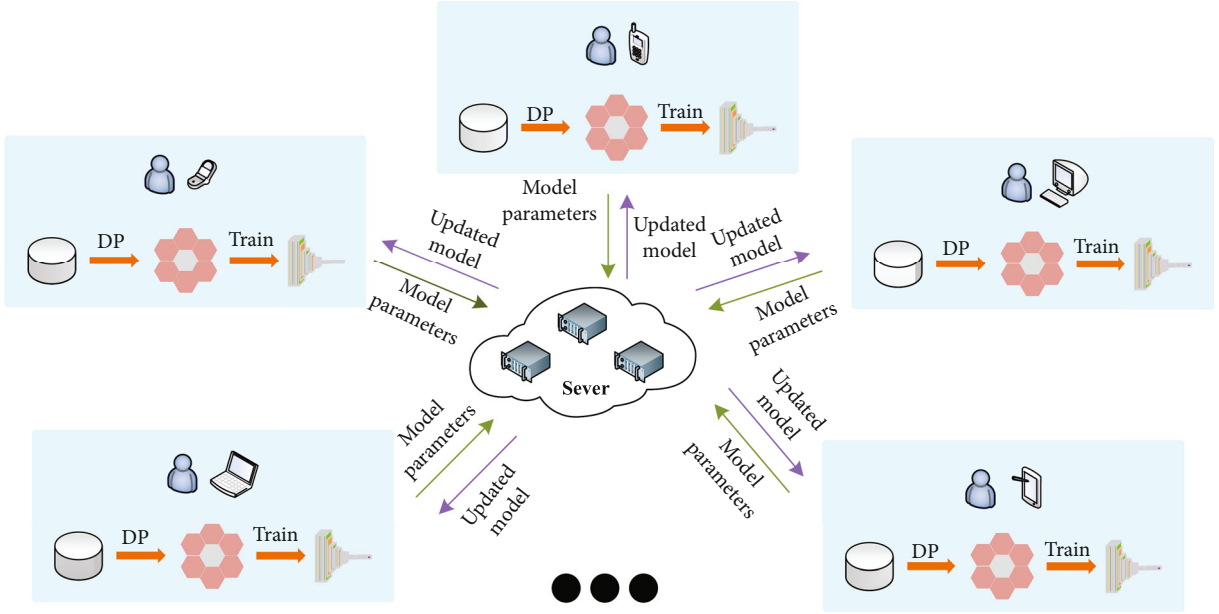 DP
Train
Model
parameters
Updated
model
DP
Train
Updated
model
Model
parameters
Updated
model
Model
parameters
DP
Train
Sever
Model
parameters
Updated
model
DP
Train
Updated
model
Model
parameters
DP
Train